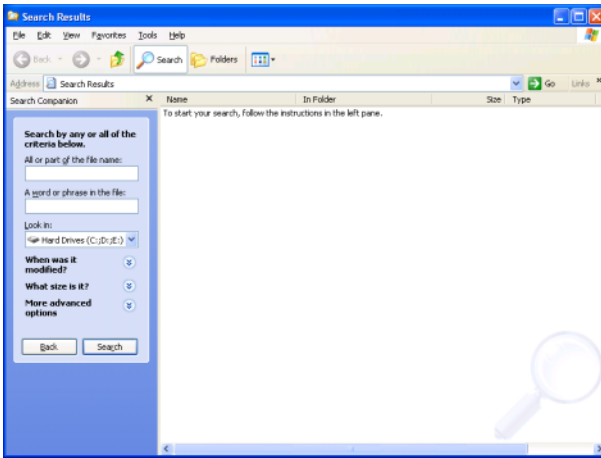 Search Results
File Edit View Favorites Tools Help
Back Search Folders
Address Search Results Go Links
Search Companion Name In Folder Size Type
To start your search, follow the instructions in the left pane.
Search by any or all of the
criteria below.
All or part of the file name:
A word or phrase in the file:
Look in:
Hard Drives (C:;D:;E:)
When was it
modified?
What size is it?
More advanced
options
Back Search